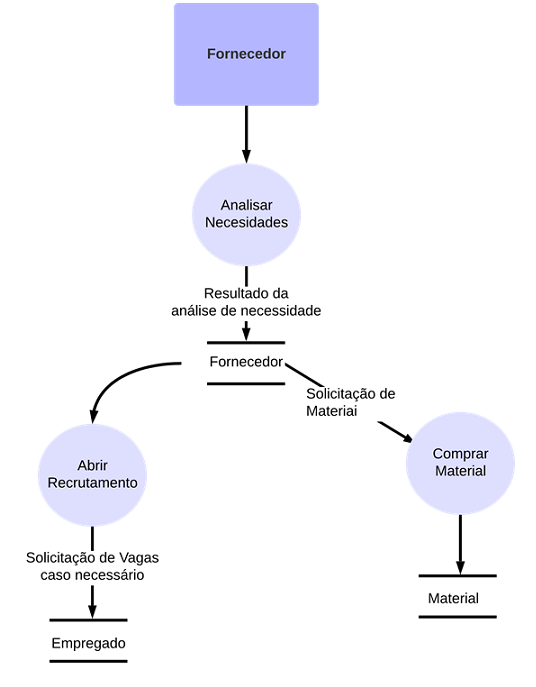 Fornecedor
Analisar
Necesidades
Resultado da
análise de necessidade
Fornecedor
Solicitação de
Materiai
Abrir
Recrutamento
Comprar
Material
Solicitação de Vagas
caso necessário
Material
Empregado